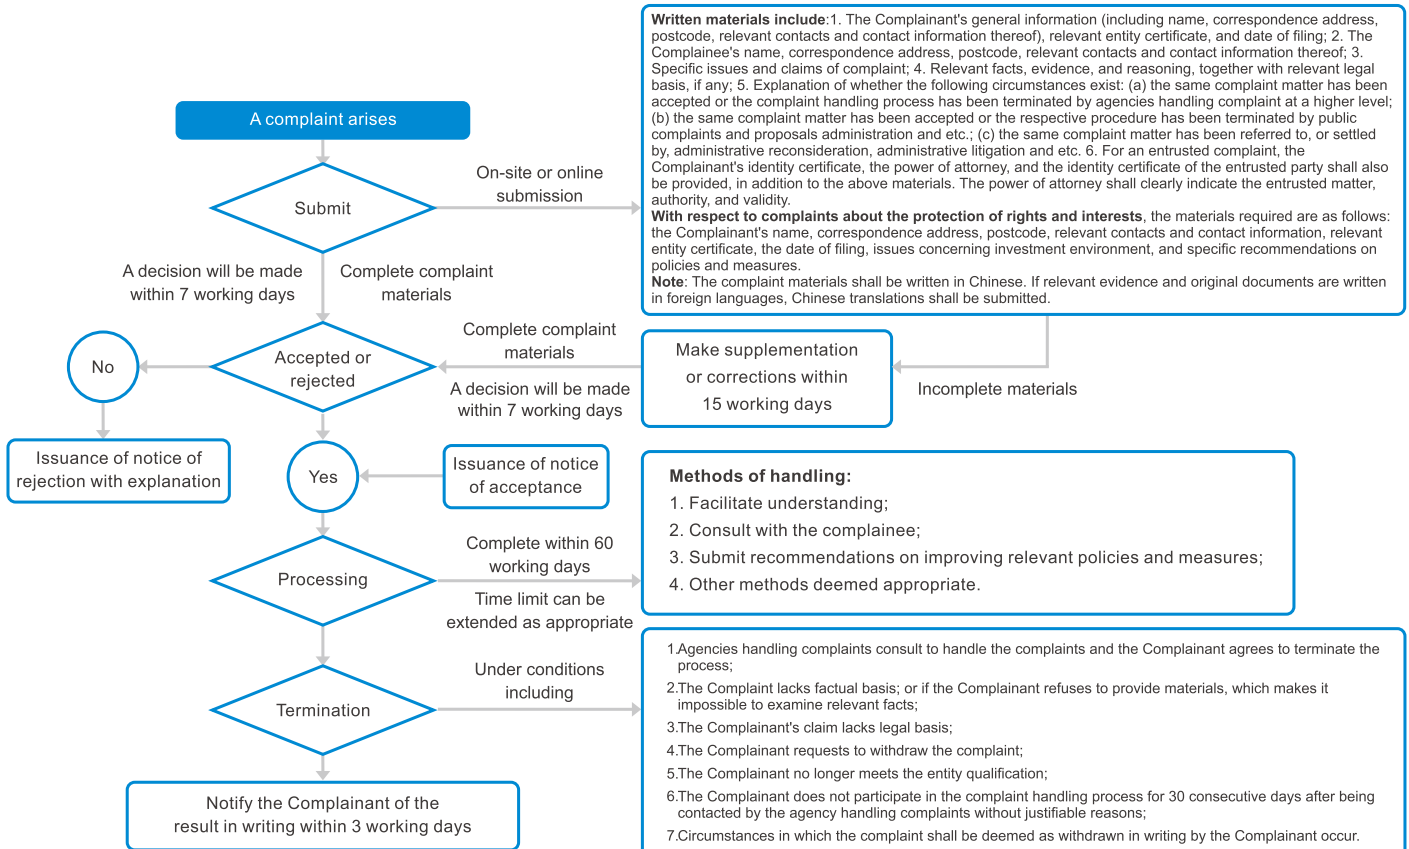 Written materials include:1. The Complainant's general information (including name, correspondence address,
postcode, relevant contacts and contact information thereof), relevant entity certificate, and date of filing; 2. The
Complainee's name, correspondence address, postcode, relevant contacts and contact information thereof; 3.
Specific issues and claims of complaint; 4. Relevant facts, evidence, and reasoning, together with relevant legal
basis, if any; 5. Explanation of whether the following circumstances exist: (a) the same complaint matter has been
accepted or the complaint handling process has been terminated by agencies handling complaint at a higher level;
(b) the same complaint matter has been accepted or the respective procedure has been terminated by public
complaints and proposals administration and etc.; (c) the same complaint matter has been referred to, or settled
by, administrative reconsideration, administrative litigation and etc. 6. For an entrusted complaint, the
Complainant's identity certificate, the power of attorney, and the identity certificate of the entrusted party shall also
be provided, in addition to the above materials. The power of attorney shall clearly indicate the entrusted matter,
authority, and validity.
With respect to complaints about the protection of rights and interests, the materials required are as follows:
the Complainant's name, correspondence address, postcode, relevant contacts and contact information, relevant
entity certificate, the date of filing, issues concerning investment environment, and specific recommendations on
policies and measures.
Note: The complaint materials shall be written in Chinese. If relevant evidence and original documents are written
in foreign languages, Chinese translations shall be submitted.
A complaint arises
Submit
On-site or online
submission
A decision will be made
within 7 working days
Complete complaint
materials
No
Accepted or
rejected
Complete complaint
materials
A decision will be made
within 7 working days
Make supplementation
or corrections within
15 working days
Incomplete materials
Issuance of notice of
rejection with explanation
Yes
Issuance of notice
of acceptance
Methods of handling:
1. Facilitate understanding;
2. Consult with the complainee;
3. Submit recommendations on improving relevant policies and measures;
4. Other methods deemed appropriate.
Processing
Complete within 60
working days
Time limit can be
extended as appropriate
Termination
Under conditions
including
1.Agencies handling complaints consult to handle the complaints and the Complainant agrees to terminate the
process;
2.The Complaint lacks factual basis; or if the Complainant refuses to provide materials, which makes it
impossible to examine relevant facts;
3.The Complainant's claim lacks legal basis;
4.The Complainant requests to withdraw the complaint;
5.The Complainant no longer meets the entity qualification;
6.The Complainant does not participate in the complaint handling process for 30 consecutive days after being
contacted by the agency handling complaints without justifiable reasons;
7.Circumstances in which the complaint shall be deemed as withdrawn in writing by the Complainant occur.
Notify the Complainant of the
result in writing within 3 working days